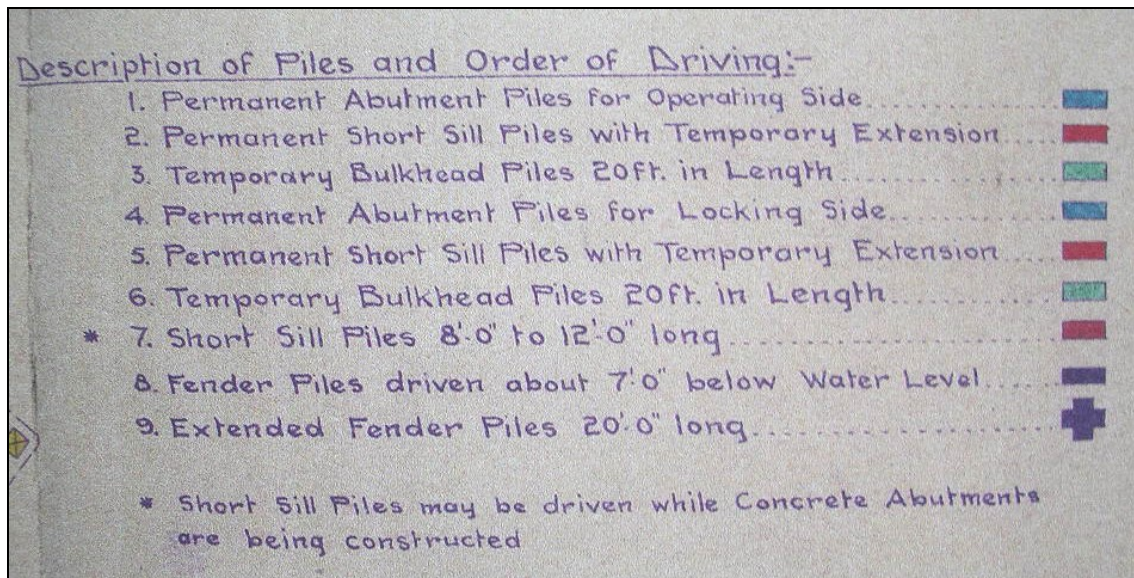 Description of Piles and Order of Driving:-
1. Permanent Abutment Piles for Operating Side
2. Permanent Short Sill Piles with Temporary Extension
3. Temporary Bulkhead Piles 20ft. in Length
4. Permanent Abutment Piles for Locking Side
5. Permanent Short Sill Piles with Temporary Extension
6. Temporary Bulkhead Piles 20ft. in Length
* 7. Short Sill Piles 8'-0" to 12'-0" long
8. Fender Piles driven about 7'-0" below Water Level
9. Extended Fender Piles 20'-0" long
* Short Sill Piles may be driven while Concrete Abutments
are being constructed